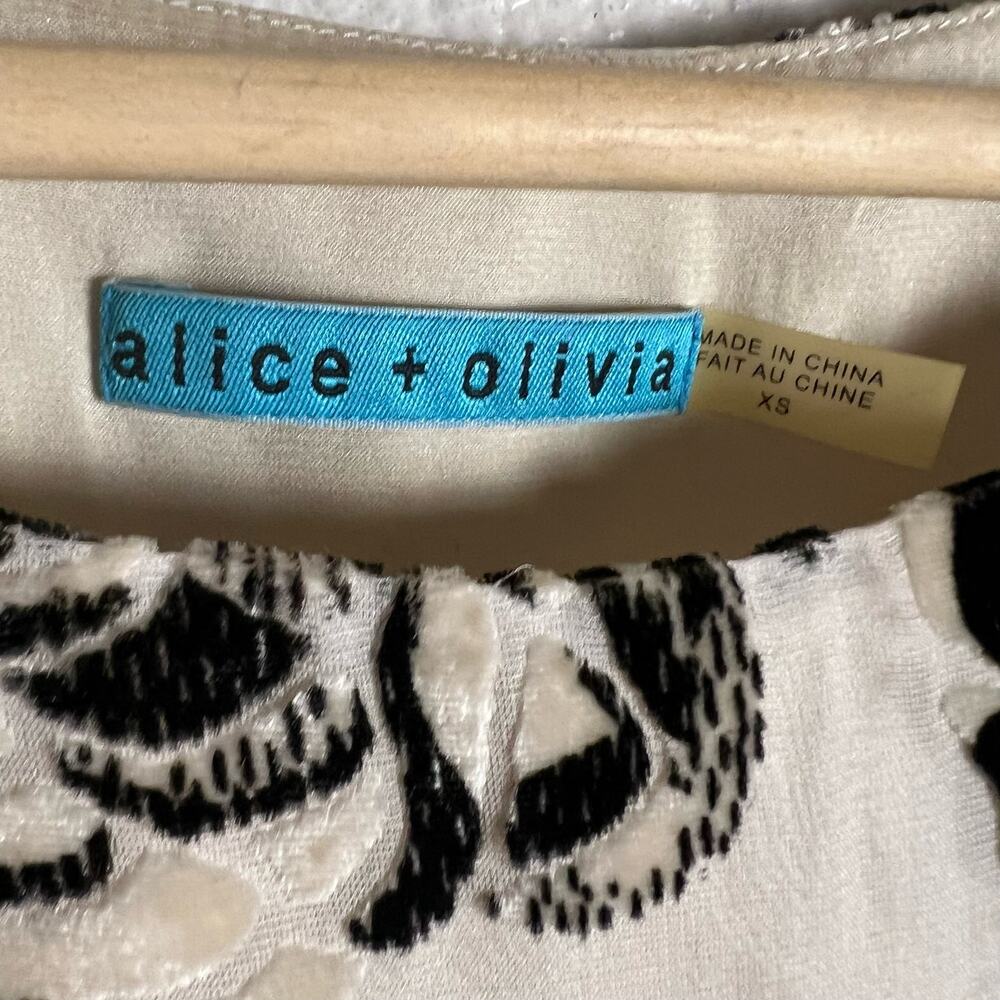 alice + olivia
MADE IN CHINA
FAIT AU CHINE
XS